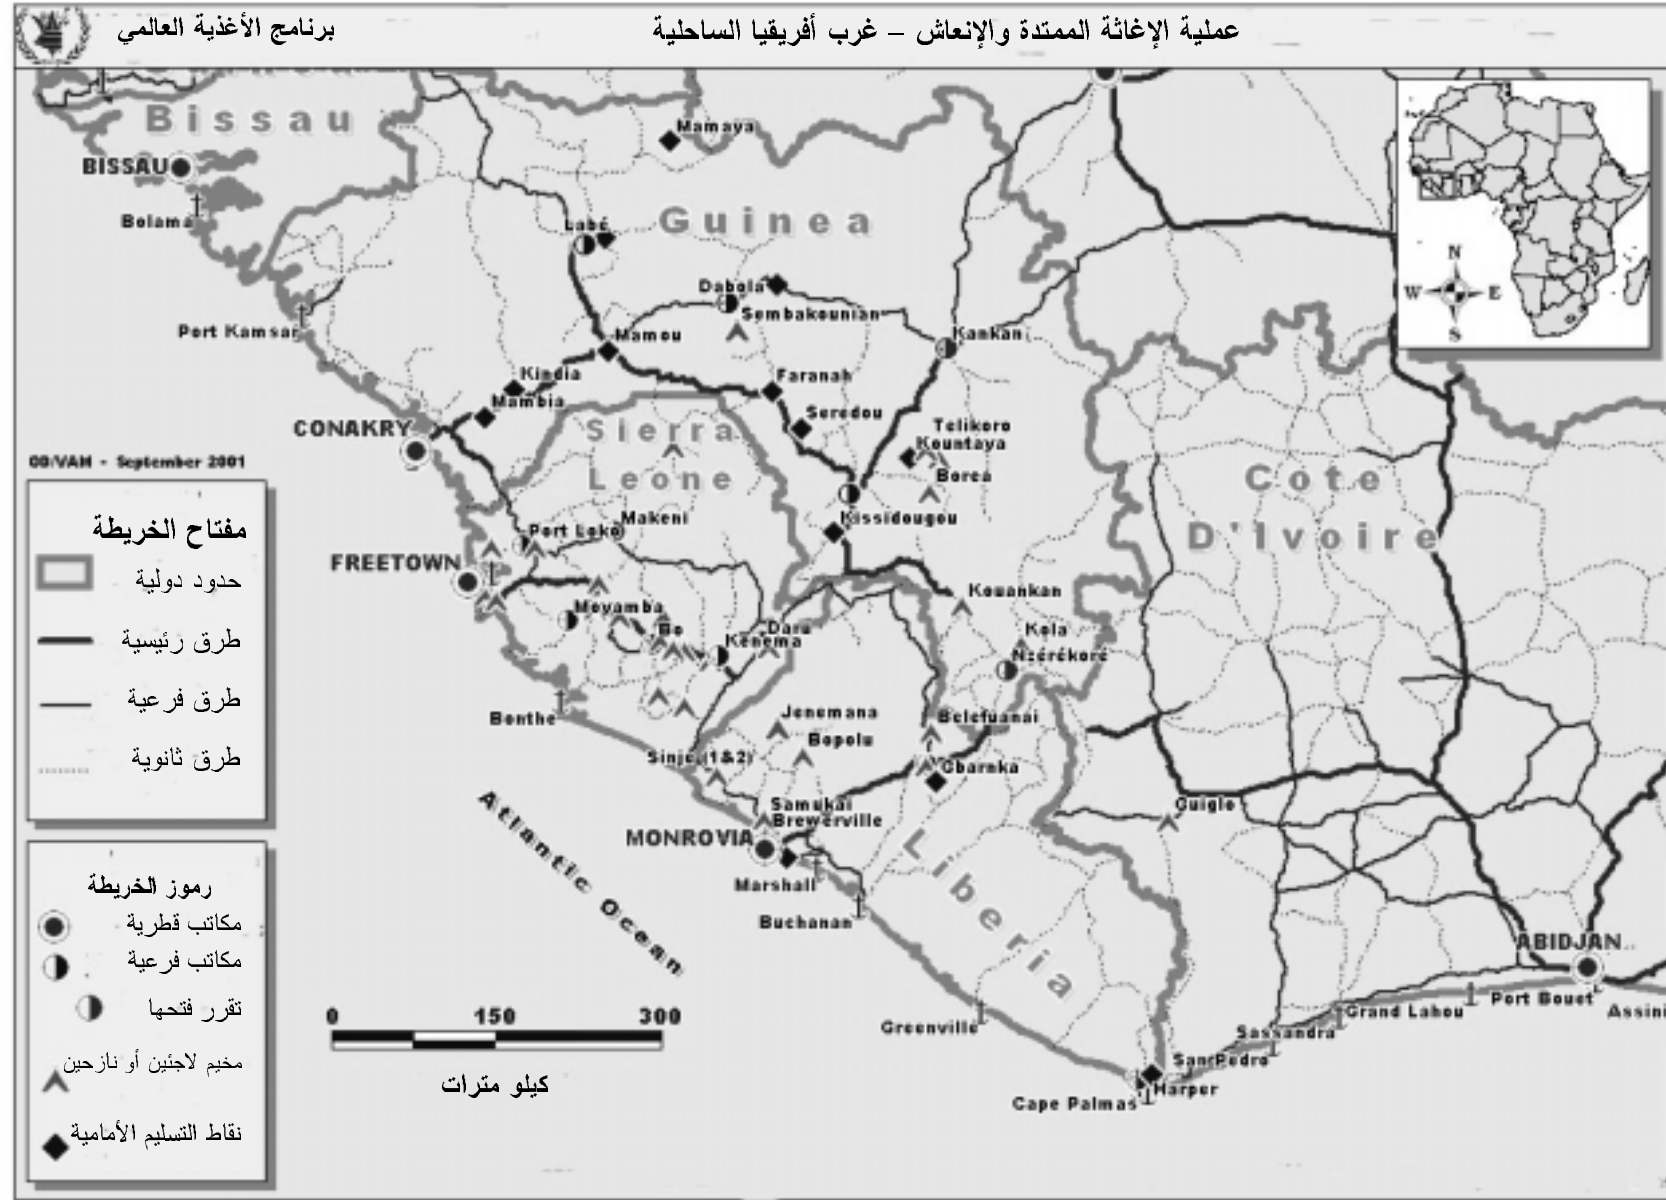 برنامج الأغذية العالمي
عملية الإغاثة الممتدة والإنعاش – غرب أفريقيا الساحلية
Bissau
BISSAU
Bolama
Port Kamsar
Mamaya
Guinea
Labé
Dabola
Sembakounian
Mamou
Kankan
Kindia
Mambia
Faranah
Seredou
CONAKRY
Sierra
Leone
Telikoro
Kountaya
Borea
Kissidougou
Cote
D'Ivoire
OD/VAM - September 2001
Port Loko
Makeni
FREETOWN
Moyamba
Bo
Daru
Kenema
Kouankan
Kola
Nzérékoré
Bonthe
Jenemana
Bopolu
Belefuanai
Sinje (1&2)
Gbarnka
Samukai
Brewerville
MONROVIA
Marshall
Buchanan
Guiglo
Liberia
Atlantic Ocean
ABIDJAN
Port Bouet
Assini
Grand Lahou
Sassandra
San Pedro
Greenville
Harper
Cape Palmas
N
W
E
S
مفتاح الخريطة
حدود دولية
طرق رئيسية
طرق فرعية
طرق ثانوية
رموز الخريطة
مكاتب قطرية
مكاتب فرعية
تقرر فتحها
مخيم لاجئين أو نازحين
نقاط التسليم الأمامية
0 150 300
كيلو مترات